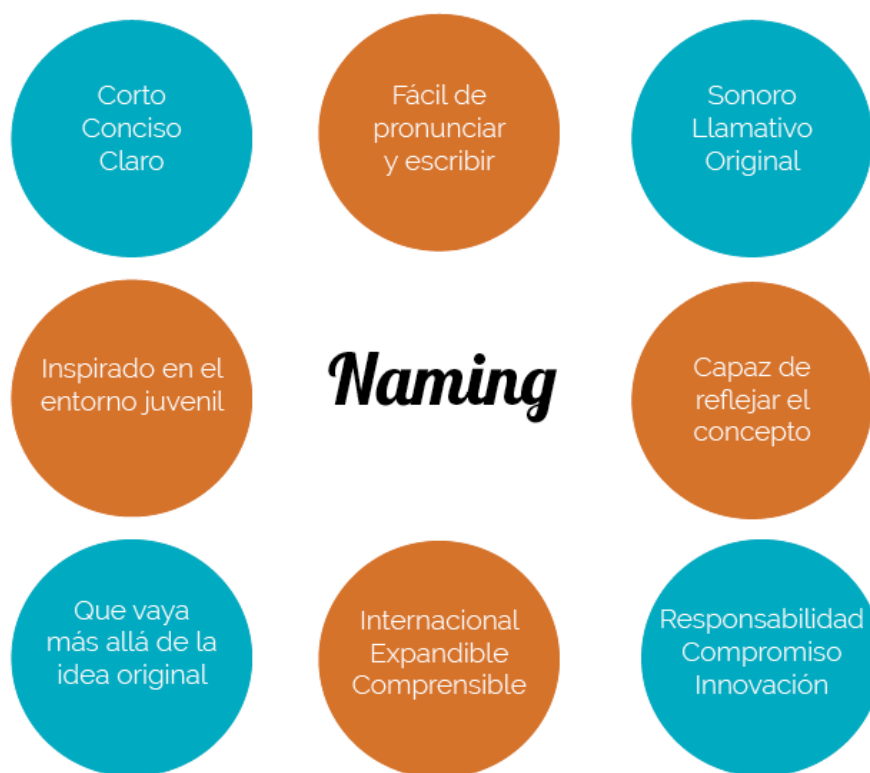 Corto
Conciso
Claro
Fácil de
pronunciar
y escribir
Sonoro
Llamativo
Original
Inspirado en el
entorno juvenil
Naming
Capaz de
reflejar el
concepto
Que vaya
más allá de la
idea original
Internacional
Expandible
Comprensible
Responsabilidad
Compromiso
Innovación